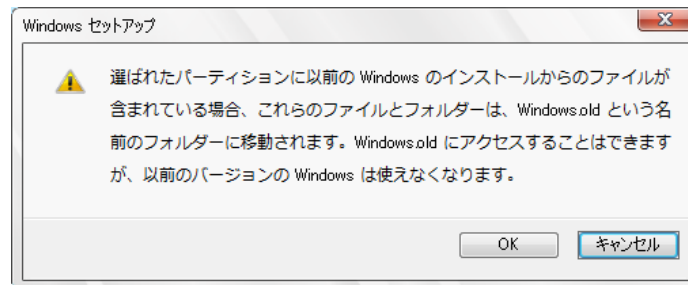 Windows セットアップ
選ばれたパーティションに以前の Windows のインストールからのファイルが
含まれている場合、これらのファイルとフォルダーは、Windows.old という名
前のフォルダーに移動されます。Windows.old にアクセスすることはできます
が、以前のバージョンの Windows は使えなくなります。
OK
キャンセル